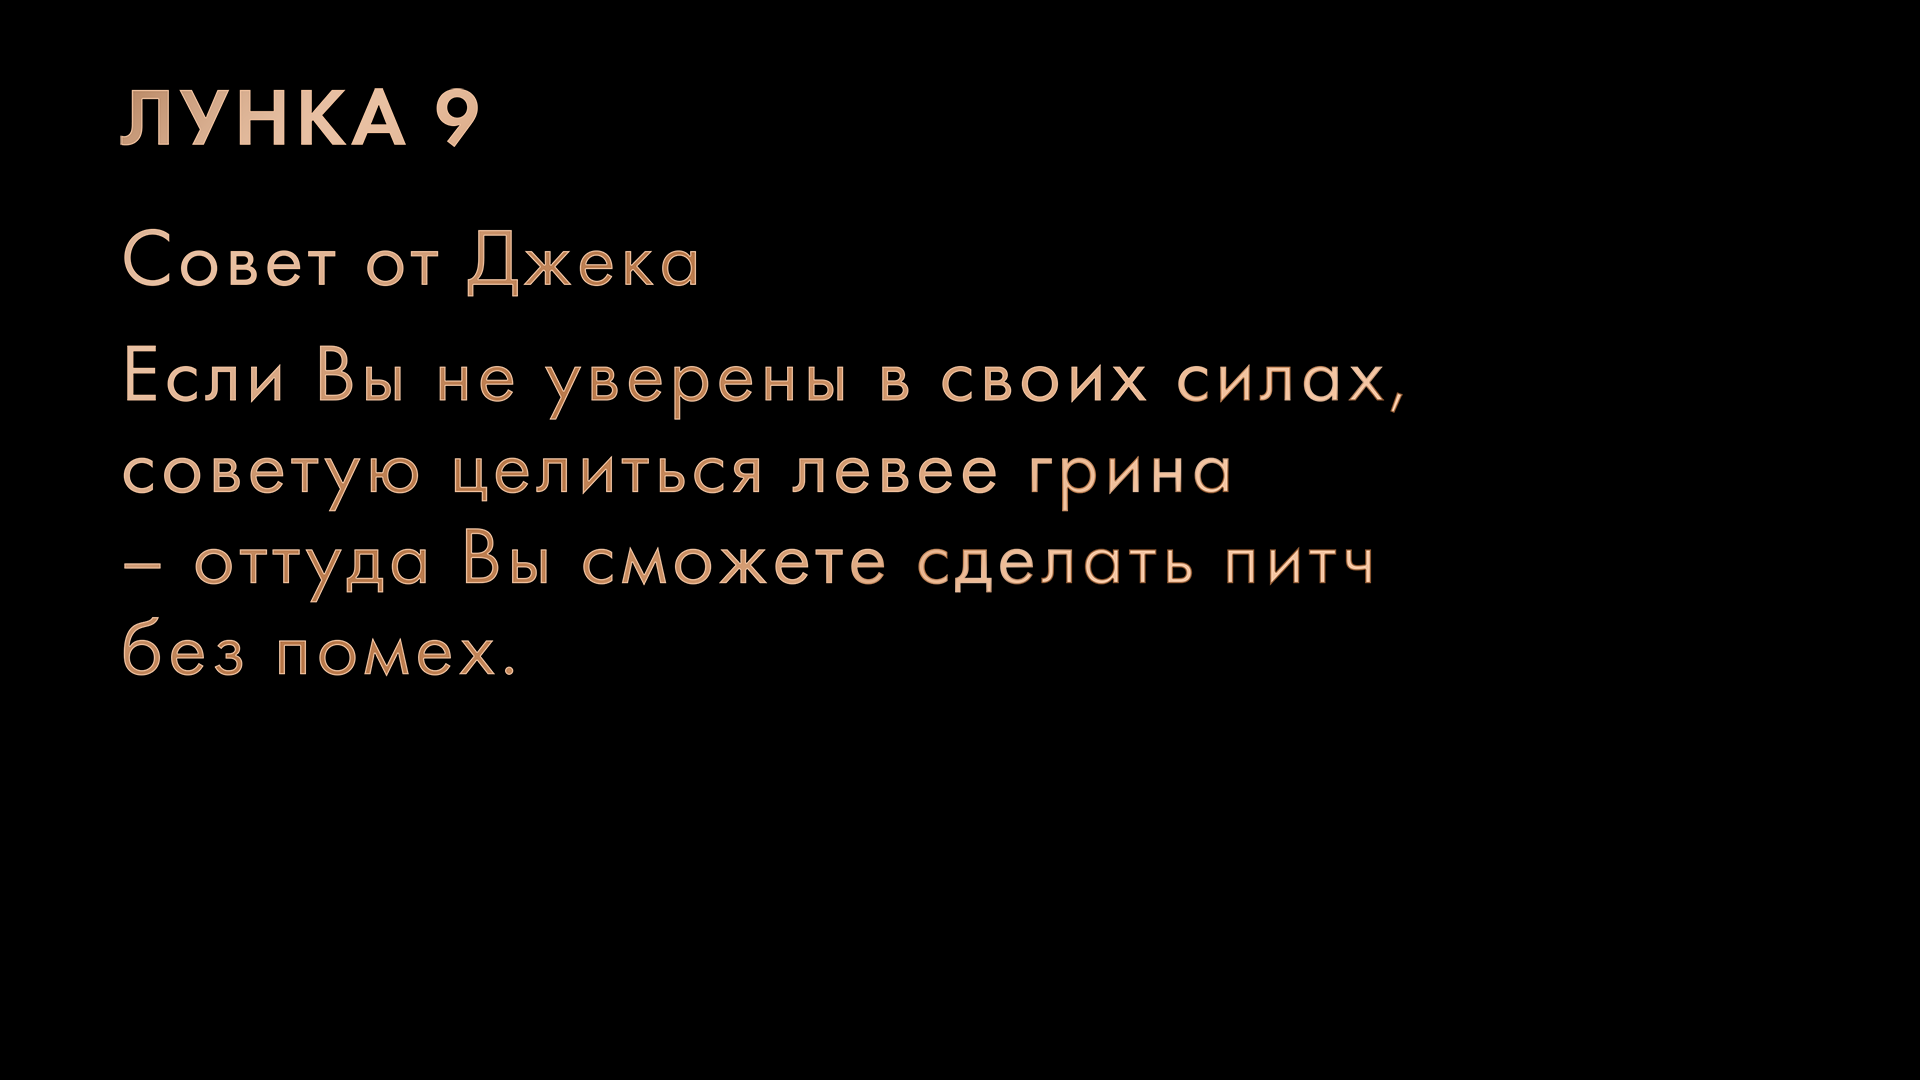 ЛУНКА 9
Совет от Джека
Если Вы не уверены в своих силах,
советую целиться левее грина
– оттуда Вы сможете сделать питч
без помех.